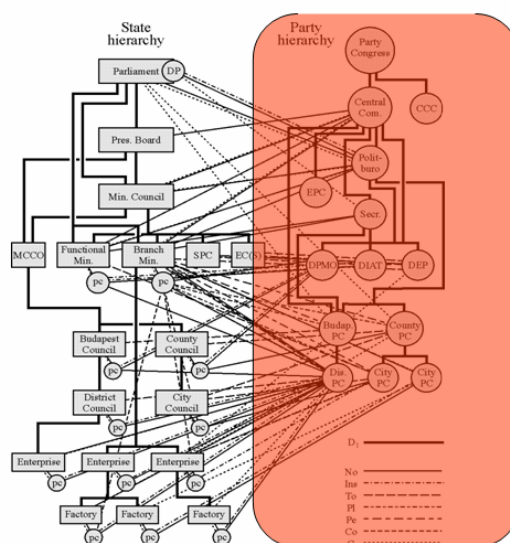 State
hierarchy
Party
hierarchy
Party
Congress
Parliament
DP
Central
Com.
CCC
Pres. Board
Polit-
buro
EPC
Min. Council
Secr.
MCCO
Functional
Min.
Branch
Min.
SPC
EC(S)
DPMO
DIAT
DEP
pc
pc
Budapest
Council
County
Council
Budap.
PC
County
PC
pc
pc
District
Council
City
Council
Dis.
PC
City
PC
City
PC
pc
pc
Enterprise
Enterprise
Enterprise
pc
pc
pc
Factory
Factory
Factory
pc
pc
pc
D₁
No
Ins
To
Pl
Pe
Co